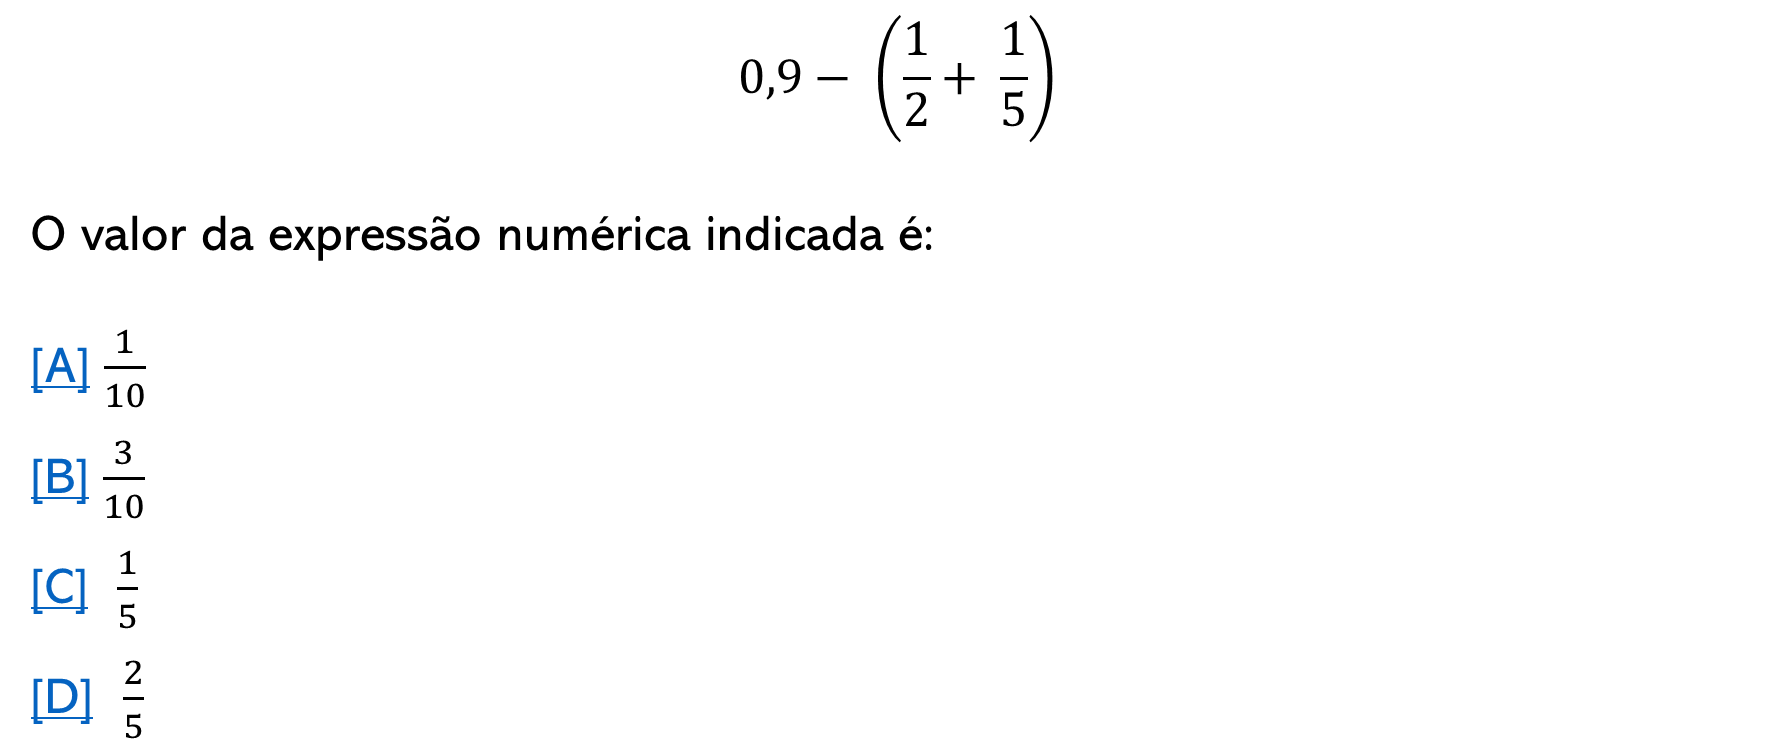 0,9 − (1/2 + 1/5)
O valor da expressão numérica indicada é:
[A] 1/10
[B] 3/10
[C] 1/5
[D] 2/5